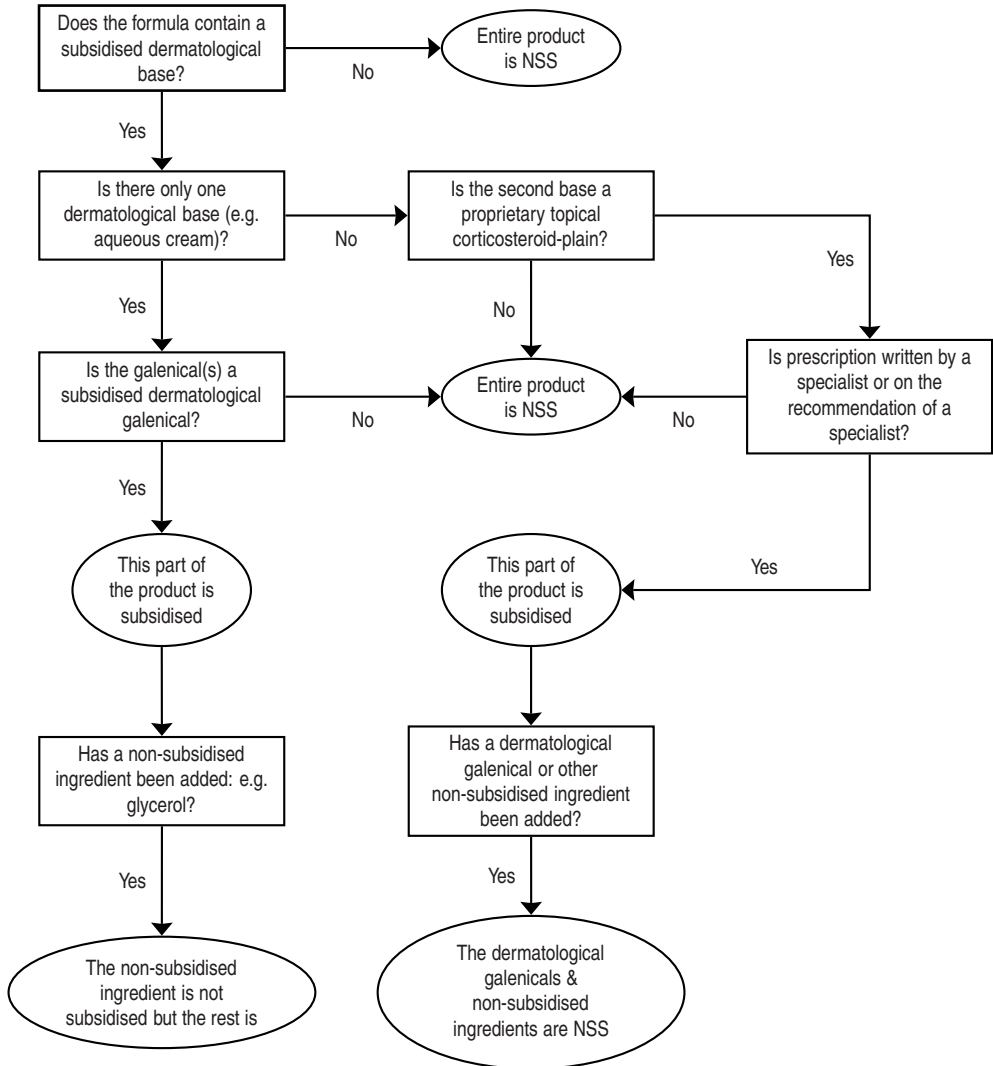 Does the formula contain a
subsidised dermatological
base?
No
Entire product
is NSS
Yes
Is there only one
dermatological base (e.g.
aqueous cream)?
No
Is the second base a
proprietary topical
corticosteroid-plain?
Yes
Yes
No
Is the galenical(s) a
subsidised dermatological
galenical?
No
Entire product
is NSS
No
Is prescription written by a
specialist or on the
recommendation of a
specialist?
Yes
Yes
This part of
the product is
subsidised
This part of
the product is
subsidised
Has a non-subsidised
ingredient been added: e.g.
glycerol?
Has a dermatological
galenical or other
non-subsidised ingredient
been added?
Yes
Yes
The non-subsidised
ingredient is not
subsidised but the rest is
The dermatological
galenicals &
non-subsidised
ingredients are NSS